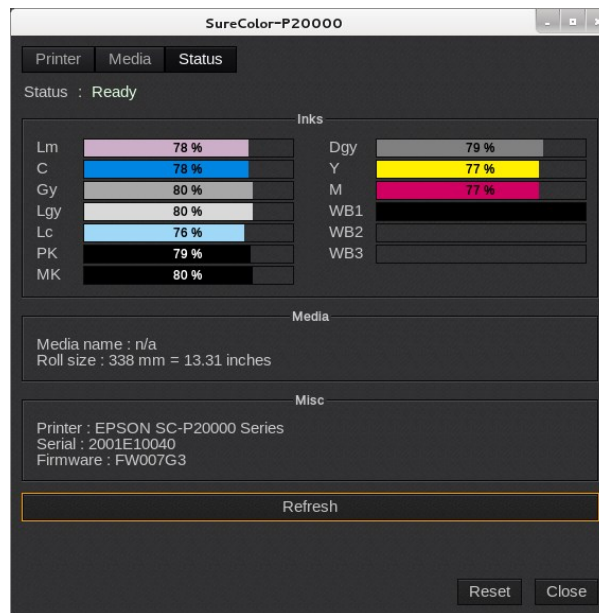 SureColor-P20000
Printer Media Status
Status : Ready
Inks
Lm 78 % Dgy 79 %
C 78 % Y 77 %
Gy 80 % M 77 %
Lgy 80 % WB1
Lc 76 % WB2
PK 79 % WB3
MK 80 %
Media
Media name : n/a
Roll size : 338 mm = 13.31 inches
Misc
Printer : EPSON SC-P20000 Series
Serial : 2001E10040
Firmware : FW007G3
Refresh
Reset Close